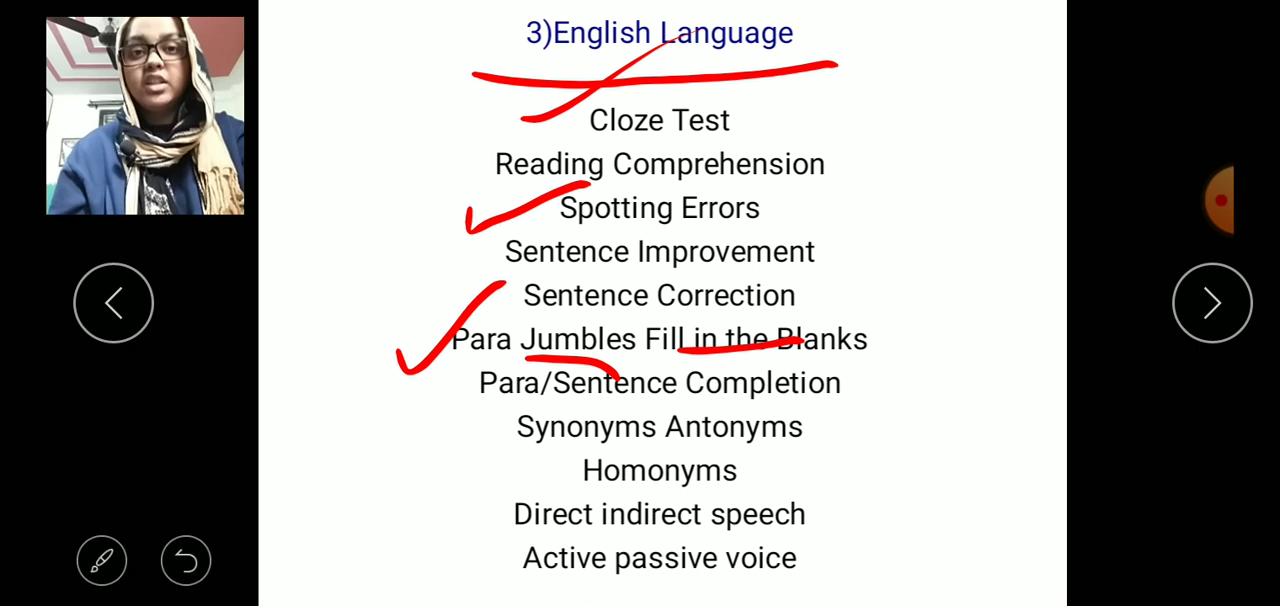 3)English Language
Cloze Test
Reading Comprehension
Spotting Errors
Sentence Improvement
Sentence Correction
Para Jumbles Fill in the Blanks
Para/Sentence Completion
Synonyms Antonyms
Homonyms
Direct indirect speech
Active passive voice